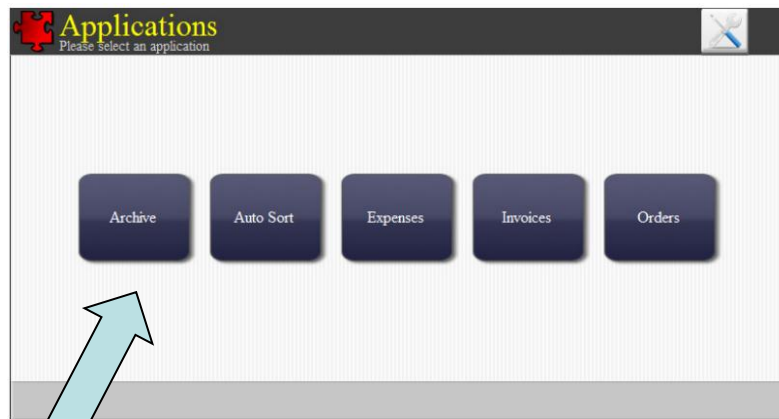 Applications
Please select an application
Archive
Auto Sort
Expenses
Invoices
Orders